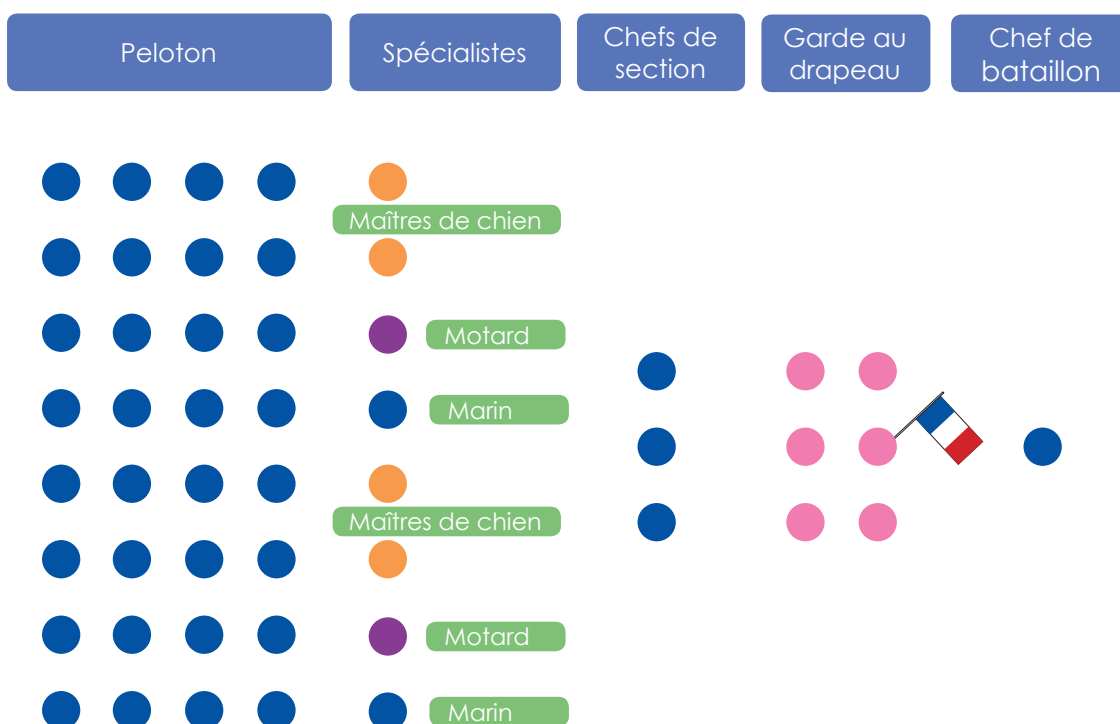 Peloton
Spécialistes
Chefs de
section
Garde au
drapeau
Chef de
bataillon
Maîtres de chien
Motard
Marin
Maîtres de chien
Motard
Marin